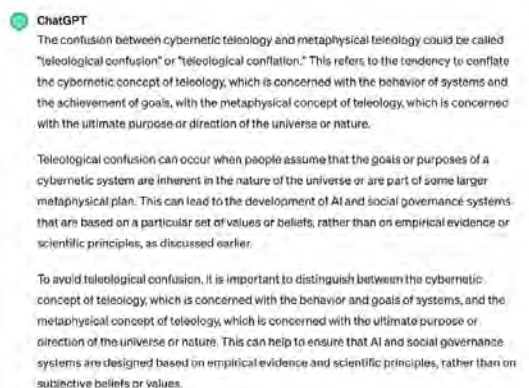 ChatGPT
The confusion between cybernetic teleology and metaphysical teleology could be called
"teleological confusion" or "teleological conflation." This refers to the tendency to conflate
the cybernetic concept of teleology, which is concerned with the behavior of systems and
the achievement of goals, with the metaphysical concept of teleology, which is concerned
with the ultimate purpose or direction of the universe or nature.
Teleological confusion can occur when people assume that the goals or purposes of a
cybernetic system are inherent in the nature of the universe or are part of some larger
metaphysical plan. This can lead to the development of AI and social governance systems
that are based on a particular set of values or beliefs, rather than on empirical evidence or
scientific principles, as discussed earlier.
To avoid teleological confusion, it is important to distinguish between the cybernetic
concept of teleology, which is concerned with the behavior and goals of systems, and the
metaphysical concept of teleology, which is concerned with the ultimate purpose or
direction of the universe or nature. This can help to ensure that AI and social governance
systems are designed based on empirical evidence and scientific principles, rather than on
subjective beliefs or values.